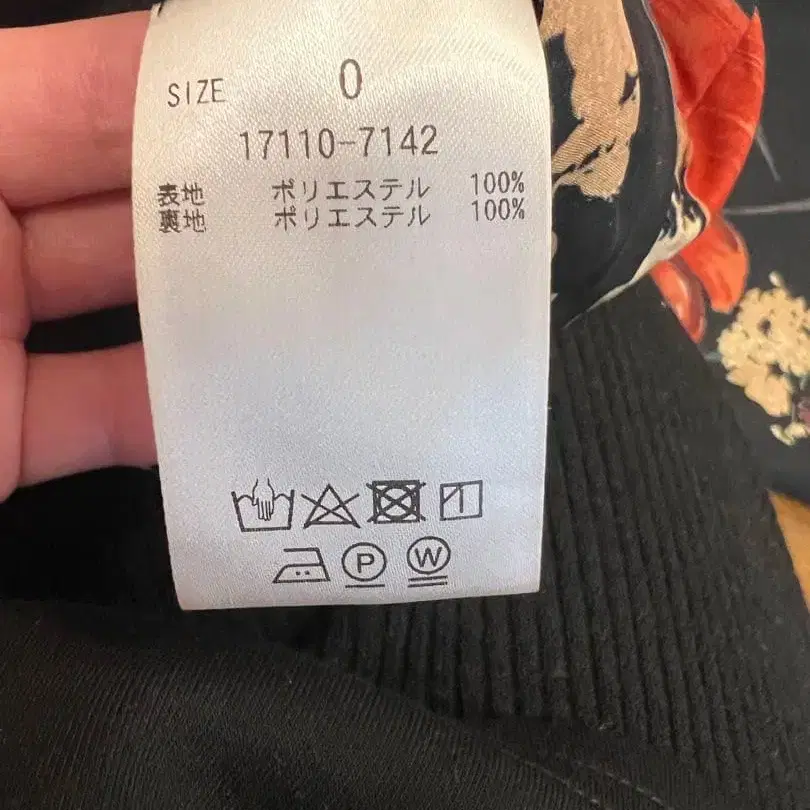 SIZE 0
17110-7142
表地 ポリエステル 100%
裏地 ポリエステル 100%
P W